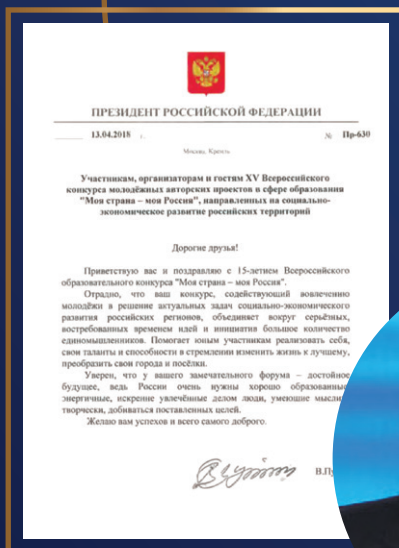 ПРЕЗИДЕНТ РОССИЙСКОЙ ФЕДЕРАЦИИ
13.04.2018 г. № Пр-630
Москва, Кремль
Участникам, организаторам и гостям XV Всероссийского
конкурса молодёжных авторских проектов в сфере образования
"Моя страна – моя Россия", направленных на социально-
экономическое развитие российских территорий
Дорогие друзья!
Приветствую вас и поздравляю с 15-летием Всероссийского
образовательного конкурса "Моя страна – моя Россия".
Отрадно, что ваш конкурс, содействующий вовлечению
молодёжи в решение актуальных задач социально-экономического
развития российских регионов, объединяет вокруг серьёзных,
востребованных временем идей и инициатив большое количество
единомышленников. Помогает юным участникам реализовать себя,
свои таланты и способности в стремлении изменить жизнь к лучшему,
преобразить свои города и посёлки.
Уверен, что у вашего замечательного форума – достойное
будущее, ведь России очень нужны хорошо образованные
энергичные, искренне увлечённые делом люди, умеющие мысли
творчески, добиваться поставленных целей.
Желаю вам успехов и всего самого доброго.
В.Пу